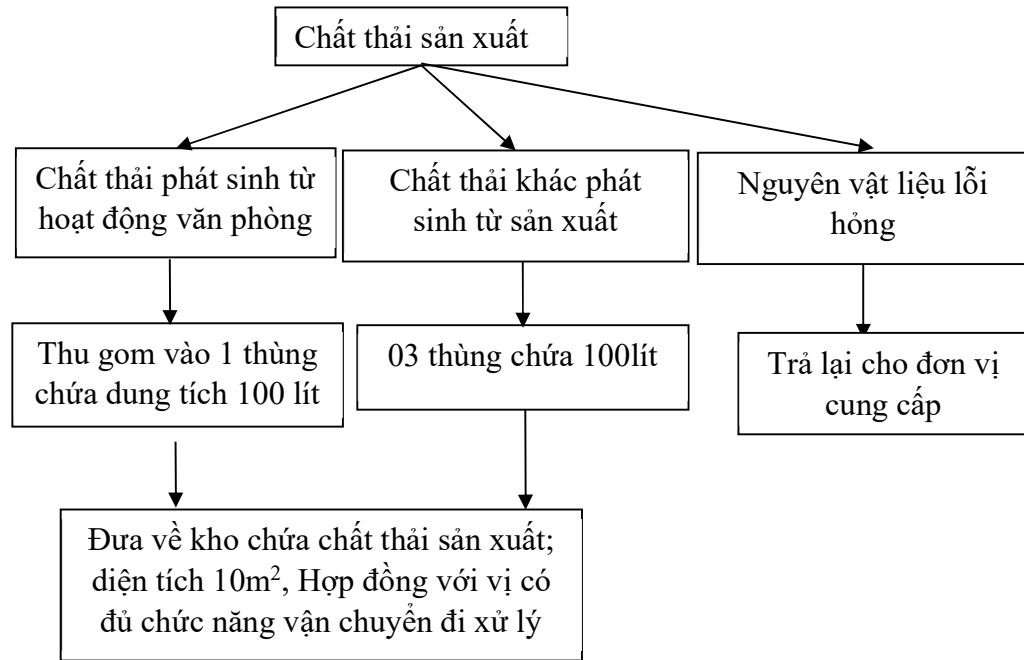 Chất thải sản xuất
Chất thải phát sinh từ
hoạt động văn phòng
Chất thải khác phát
sinh từ sản xuất
Nguyên vật liệu lỗi
hỏng
Thu gom vào 1 thùng
chứa dung tích 100 lít
03 thùng chứa 100lít
Trả lại cho đơn vị
cung cấp
Đưa về kho chứa chất thải sản xuất;
diện tích 10m², Hợp đồng với vị có
đủ chức năng vận chuyển đi xử lý